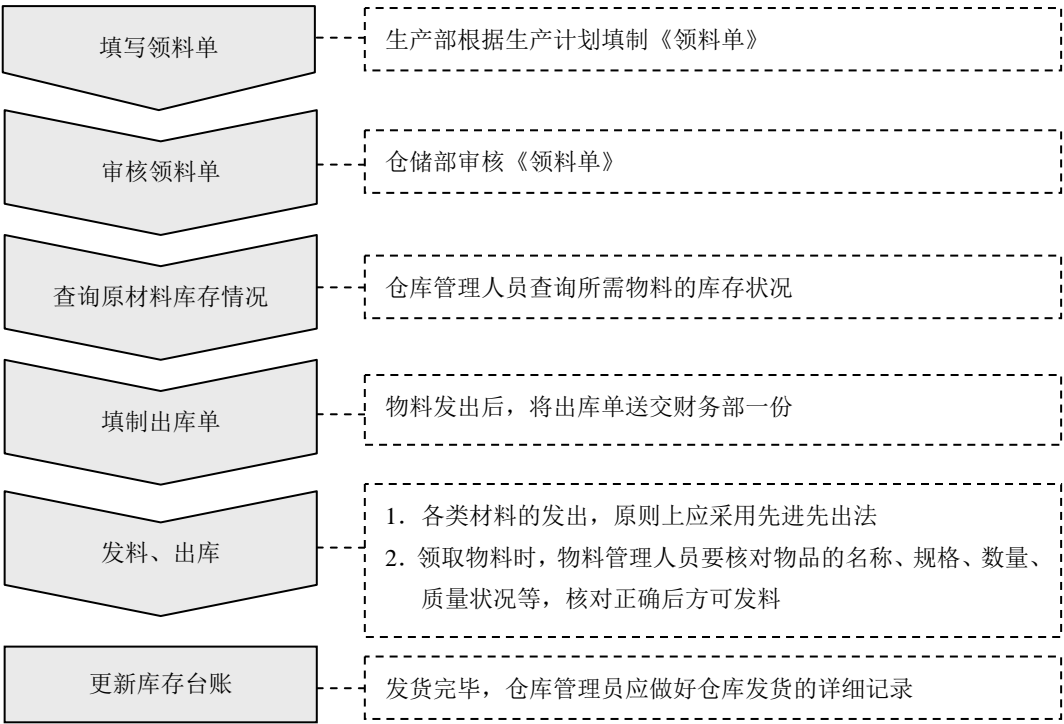 填写领料单
生产部根据生产计划填制《领料单》
审核领料单
仓储部审核《领料单》
查询原材料库存情况
仓库管理人员查询所需物料的库存状况
填制出库单
物料发出后，将出库单送交财务部一份
发料、出库
1．各类材料的发出，原则上应采用先进先出法
2．领取物料时，物料管理人员要核对物品的名称、规格、数量、
质量状况等，核对正确后方可发料
更新库存台账
发货完毕，仓库管理员应做好仓库发货的详细记录